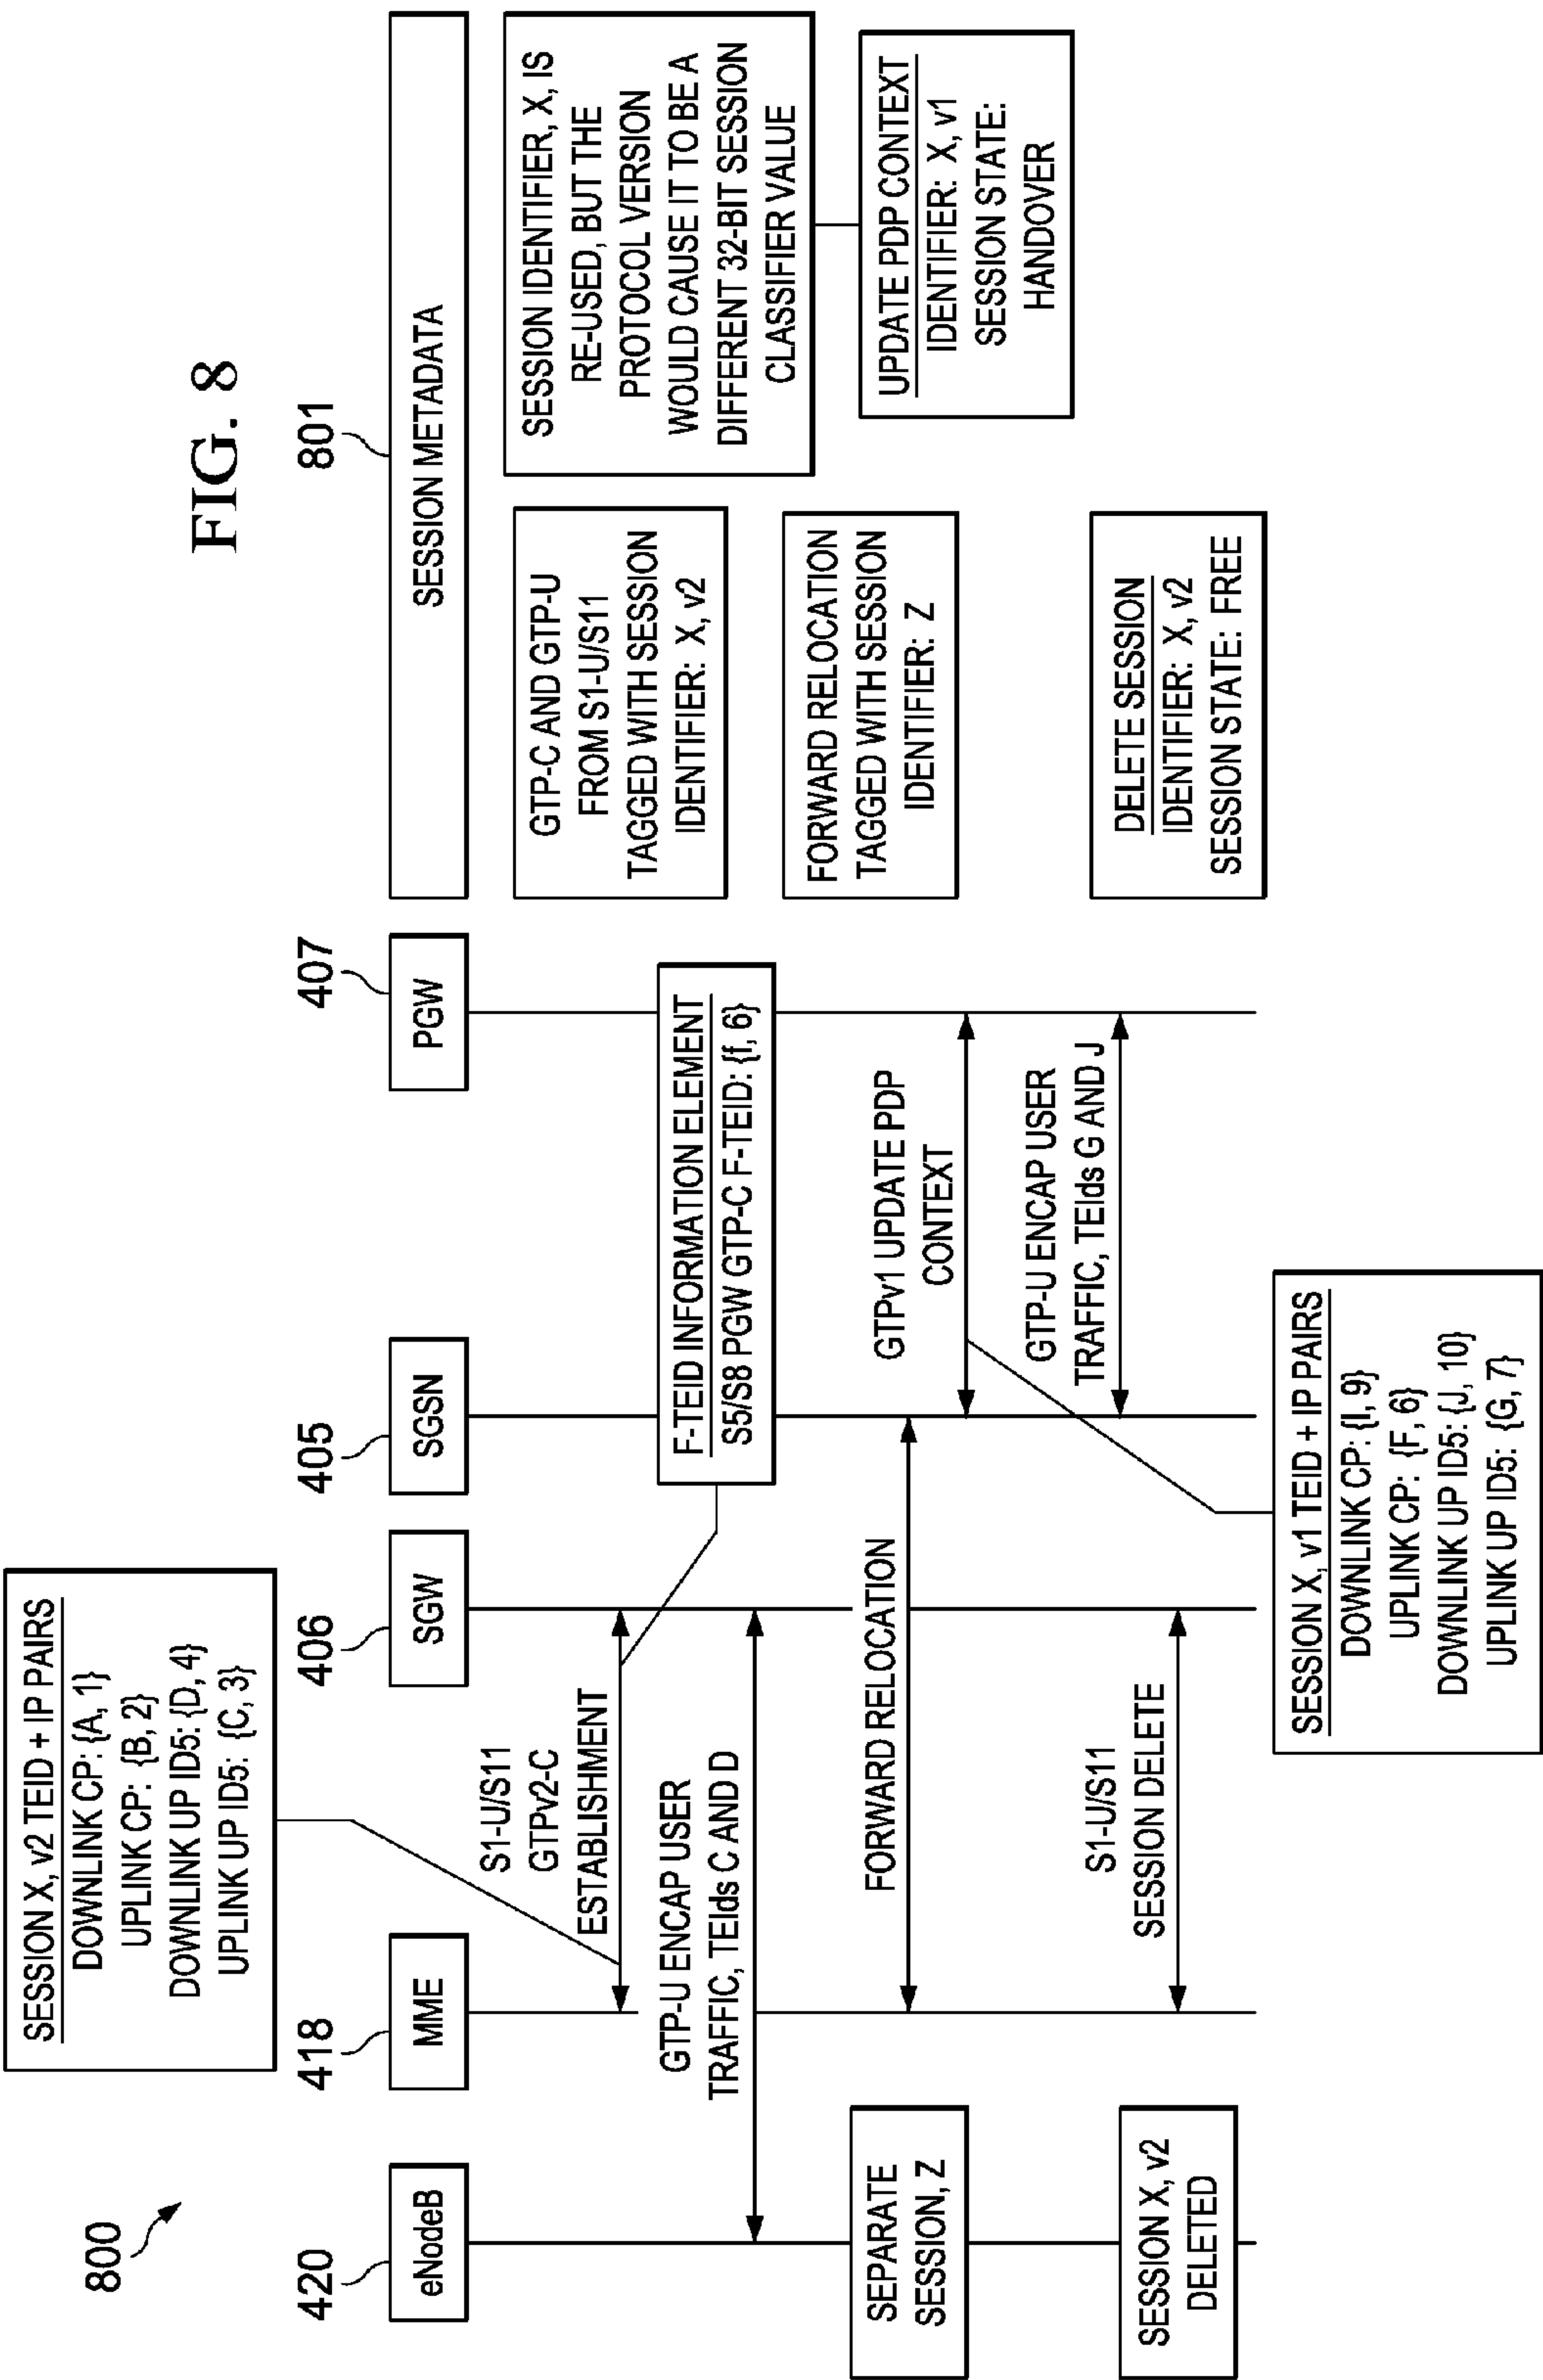 FIG. 8
800
SESSION X, v2 TEID + IP PAIRS
DOWNLINK CP: {A, 1}
UPLINK CP: {B, 2}
DOWNLINK UP ID5: {D, 4}
UPLINK UP ID5: {C, 3}
420
418
406
405
407
801
eNodeB
MME
SGW
SGSN
PGW
SESSION METADATA
S1-U/S11
GTPv2-C
ESTABLISHMENT
F-TEID INFORMATION ELEMENT
S5/S8 PGW GTP-C F-TEID: {f, 6}
GTP-C AND GTP-U
FROM S1-U/S11
TAGGED WITH SESSION
IDENTIFIER: X, v2
SESSION IDENTIFIER, X, IS
RE-USED, BUT THE
PROTOCOL VERSION
WOULD CAUSE IT TO BE A
DIFFERENT 32-BIT SESSION
CLASSIFIER VALUE
GTP-U ENCAP USER
TRAFFIC, TEIds C AND D
SEPARATE
SESSION, Z
FORWARD RELOCATION
GTPv1 UPDATE PDP
CONTEXT
FORWARD RELOCATION
TAGGED WITH SESSION
IDENTIFIER: Z
UPDATE PDP CONTEXT
IDENTIFIER: X, v1
SESSION STATE:
HANDOVER
GTP-U ENCAP USER
TRAFFIC, TEIds G AND J
SESSION X, v2
DELETED
S1-U/S11
SESSION DELETE
DELETE SESSION
IDENTIFIER: X, v2
SESSION STATE: FREE
SESSION X, v1 TEID + IP PAIRS
DOWNLINK CP: {I, 9}
UPLINK CP: {F, 6}
DOWNLINK UP ID5: {J, 10}
UPLINK UP ID5: {G, 7}